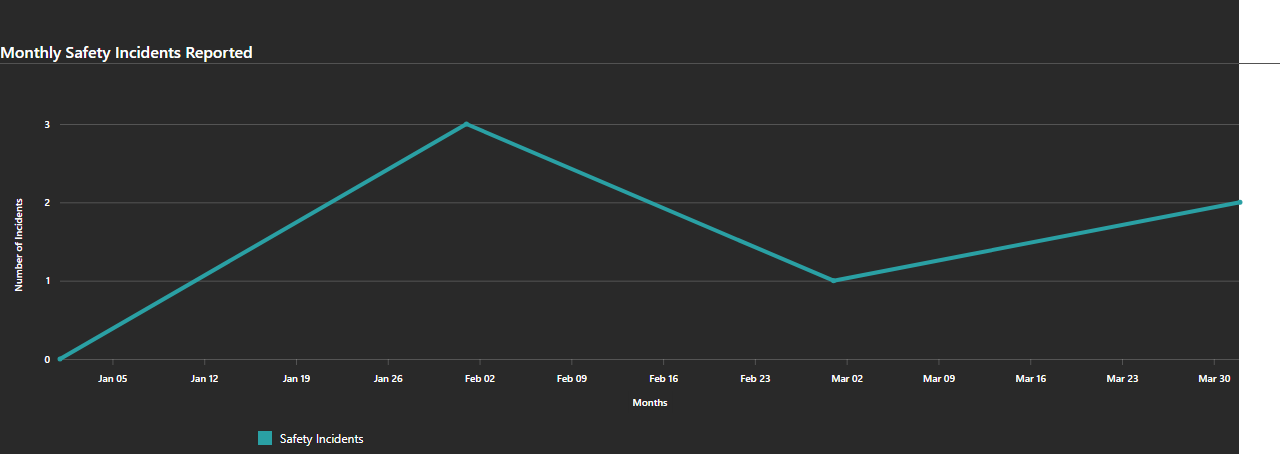 Monthly Safety Incidents Reported
3
2
1
0
Number of Incidents
Jan 05 Jan 12 Jan 19 Jan 26 Feb 02 Feb 09 Feb 16 Feb 23 Mar 02 Mar 09 Mar 16 Mar 23 Mar 30
Months
Safety Incidents